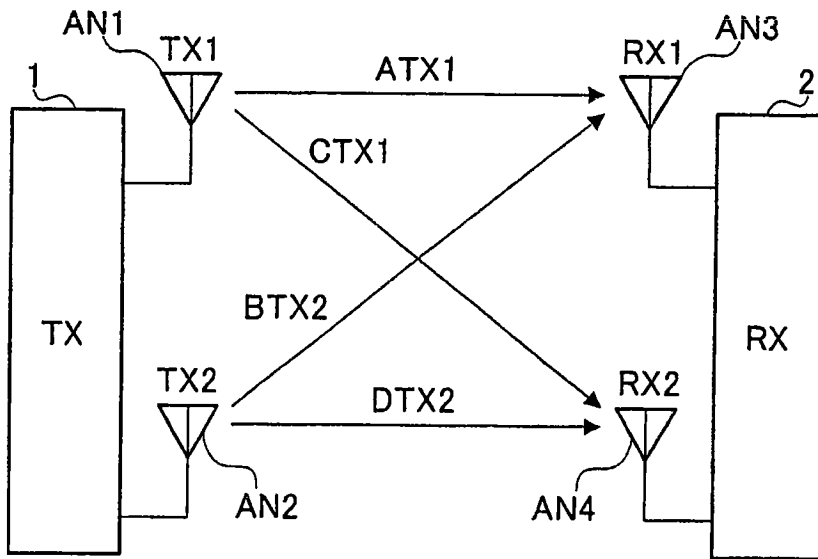 AN1
TX1
ATX1
RX1
AN3
1
2
CTX1
TX
BTX2
RX
TX2
DTX2
RX2
AN2
AN4